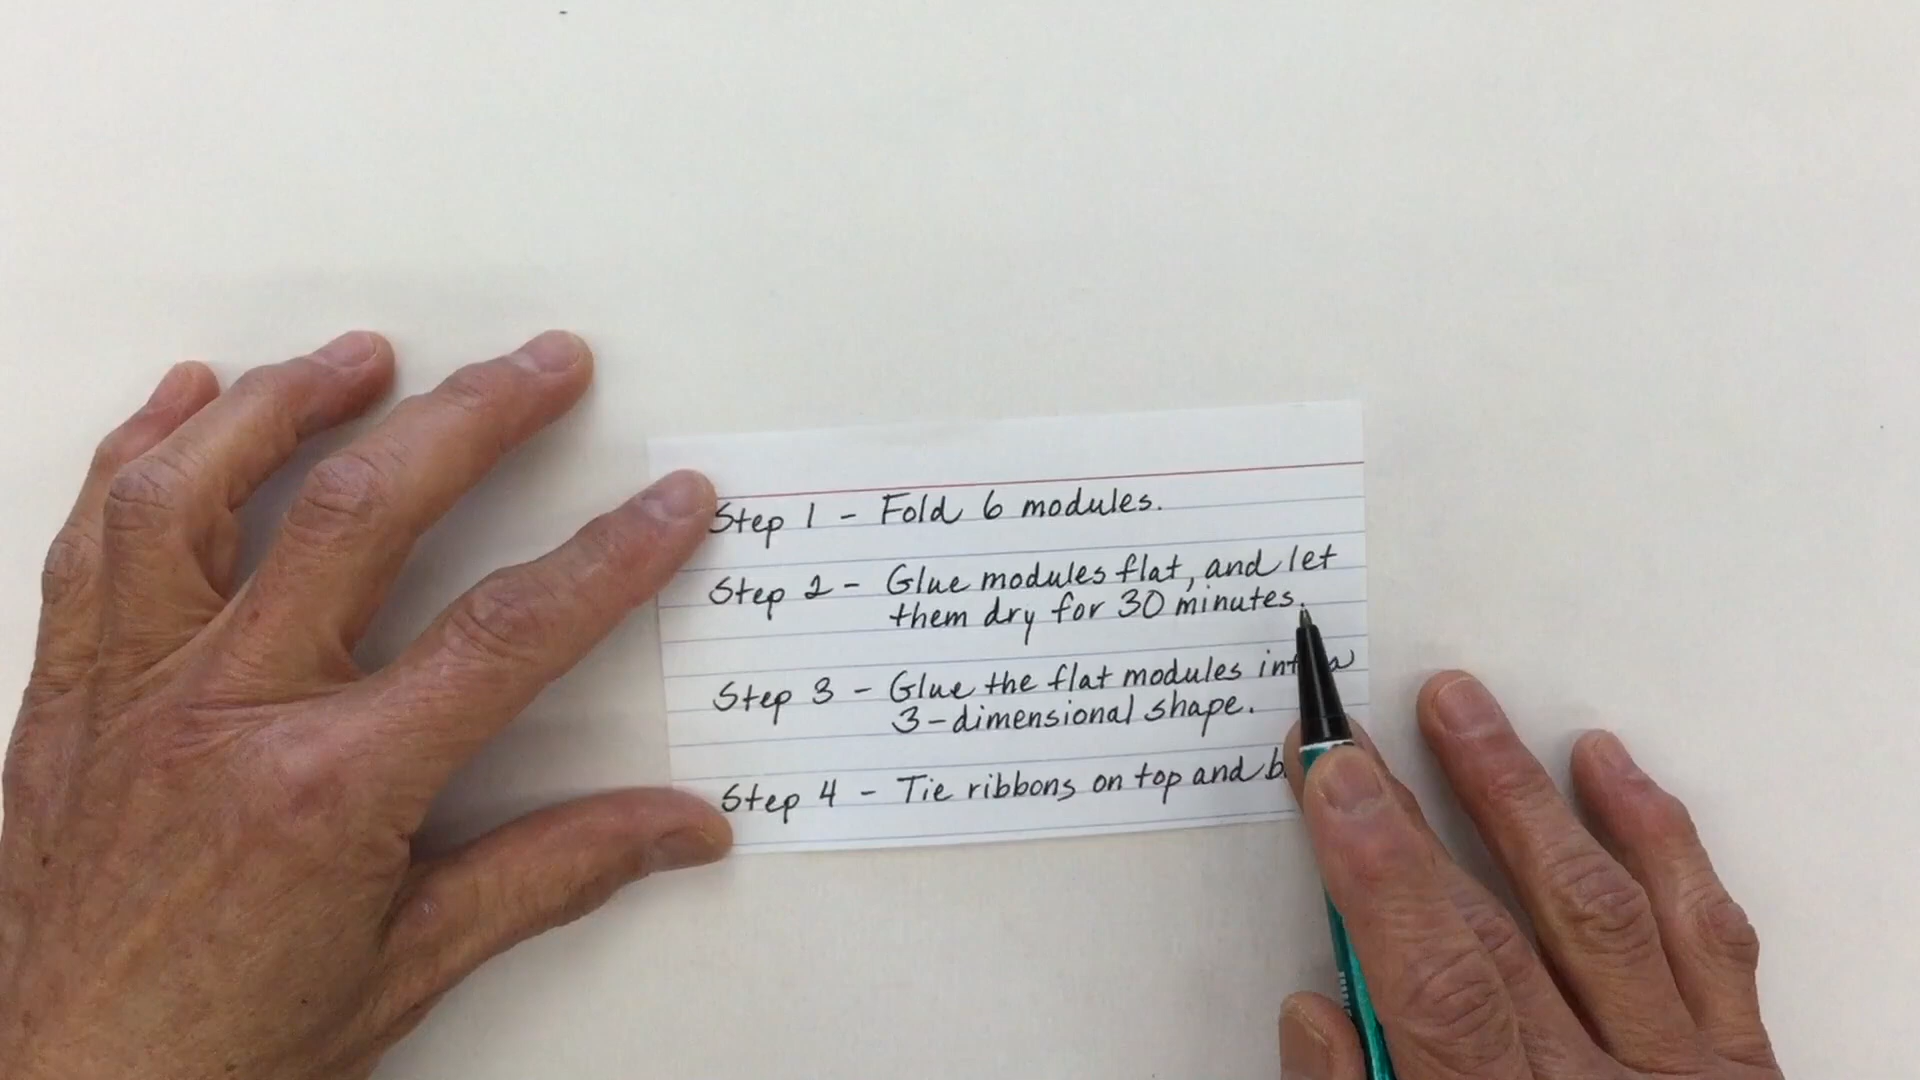 Step 1 - Fold 6 modules.
Step 2 - Glue modules flat, and let
them dry for 30 minutes.
Step 3 - Glue the flat modules a
3-dimensional shape.
Step 4 - Tie ribbons on top and